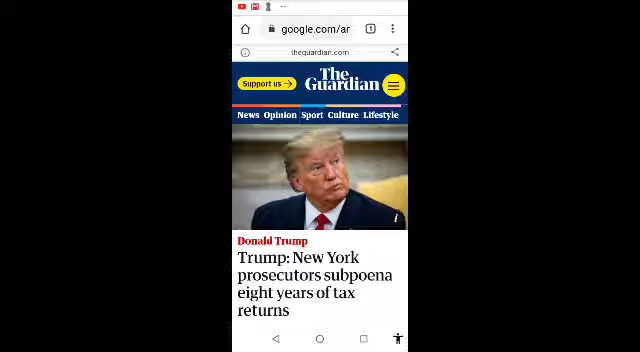 google.com/ar
1
theguardian.com
Support us
The
Guardian
News Opinion Sport Culture Lifestyle
i
Donald Trump
Trump: New York
prosecutors subpoena
eight years of tax
returns